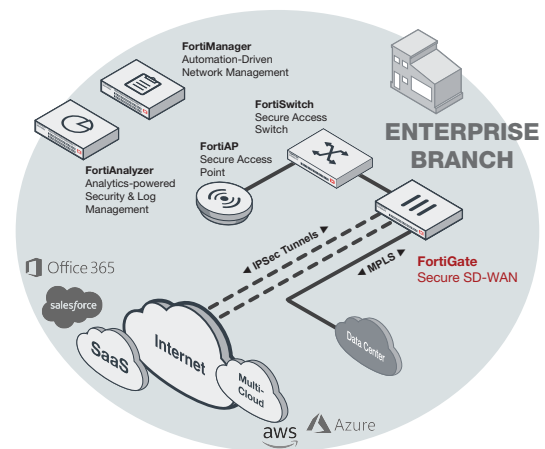 FortiManager
Automation-Driven
Network Management
FortiSwitch
Secure Access
Switch
ENTERPRISE
BRANCH
FortiAP
Secure Access
Point
FortiAnalyzer
Analytics-powered
Security & Log
Management
FortiGate
Secure SD-WAN
◄ IPSec Tunnels ►
◄ MPLS ►
Office 365
salesforce
SaaS
Internet
Multi-
Cloud
Data Center
aws
Azure